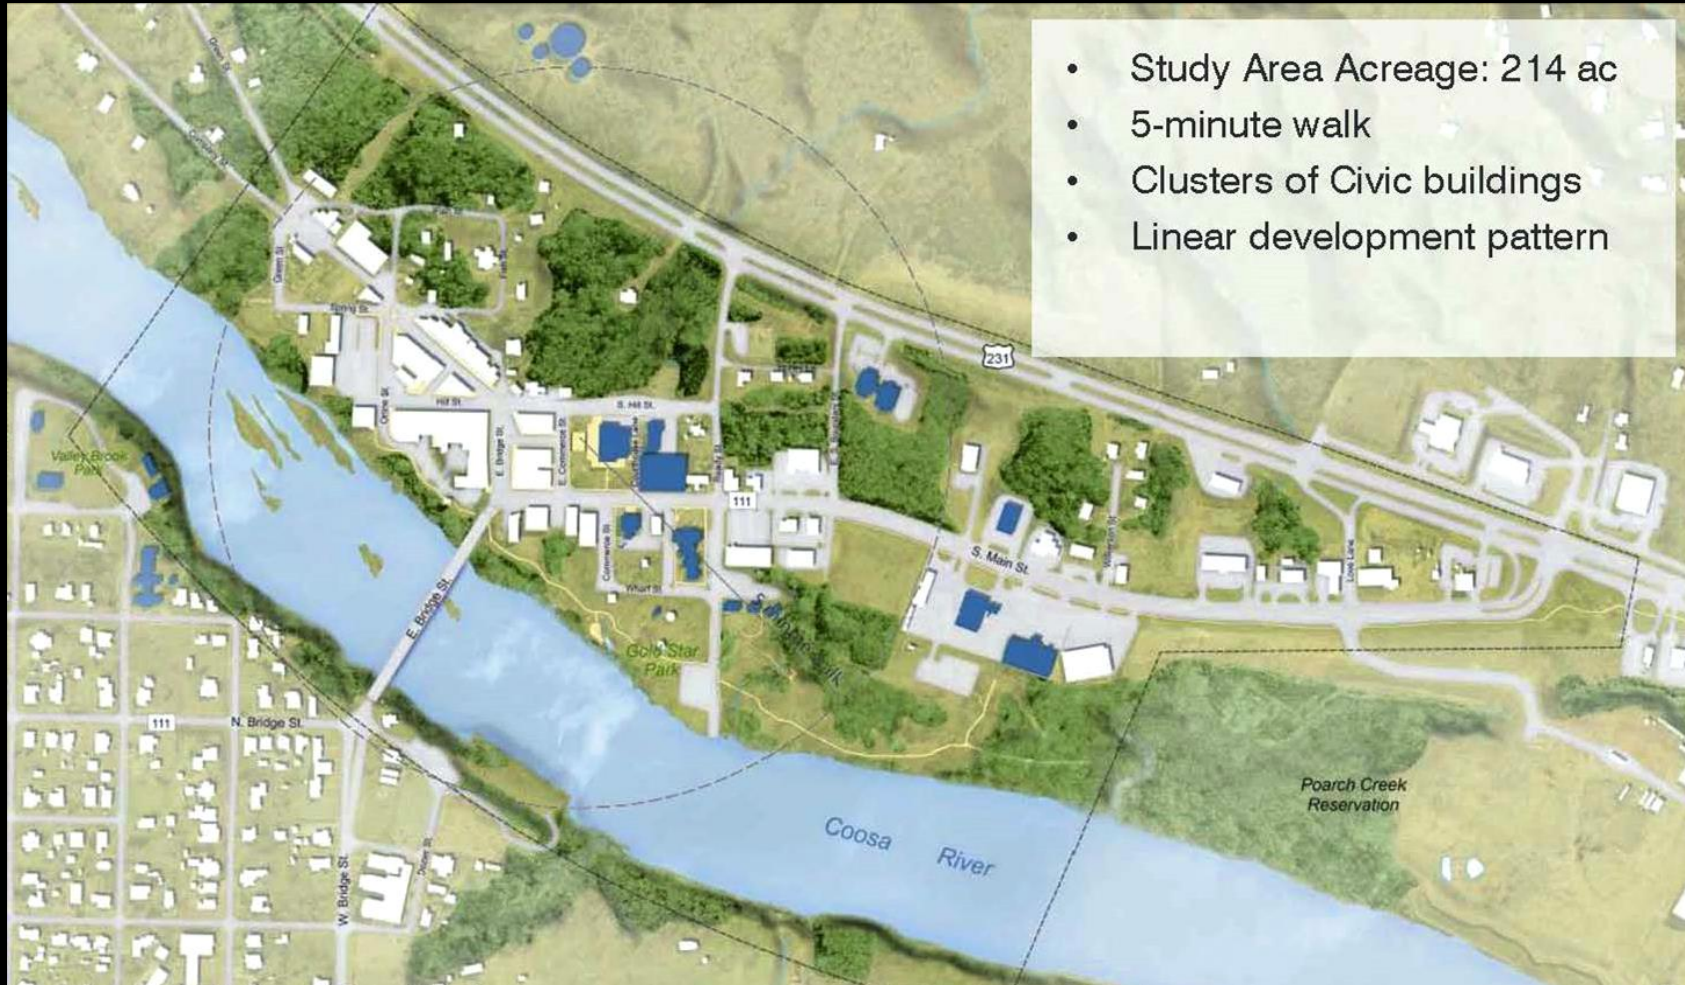 • Study Area Acreage: 214 ac
• 5-minute walk
• Clusters of Civic buildings
• Linear development pattern
231
Green St.
Spring St.
Hill St.
S. Hill St.
E. Bridge St.
E. Commerce St.
111
Valley Brook
Park
Commerce St.
Wharf St.
S. Main St.
Love Lane
E. Bridge St.
Gold Star
Park
111
N. Bridge St.
W. Bridge St.
Coosa River
Poarch Creek
Reservation